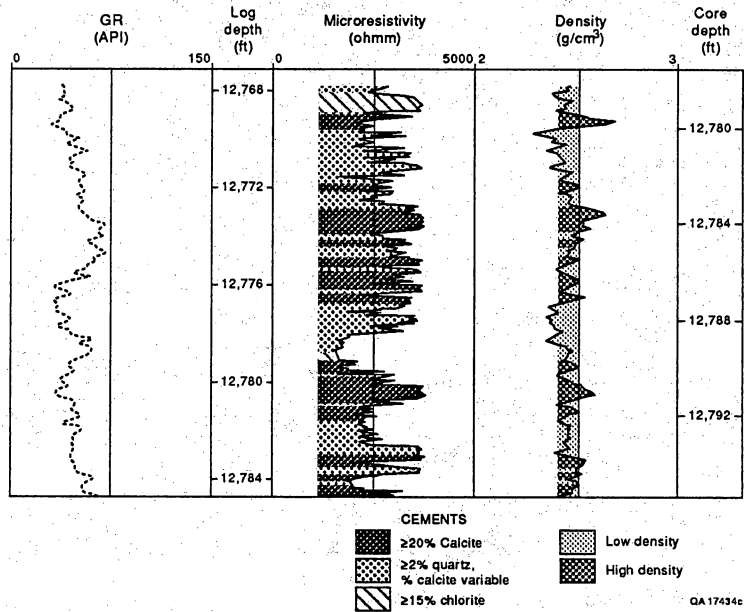 GR
(API)
Log
depth
(ft)
Microresistivity
(ohmm)
Density
(g/cm3)
Core
depth
(ft)
0
150
0
5000
2
3
12,768
12,772
12,776
12,780
12,784
12,780
12,784
12,788
12,792
CEMENTS
≥20% Calcite
≥2% quartz,
% calcite variable
≥15% chlorite
Low density
High density
QA17434c